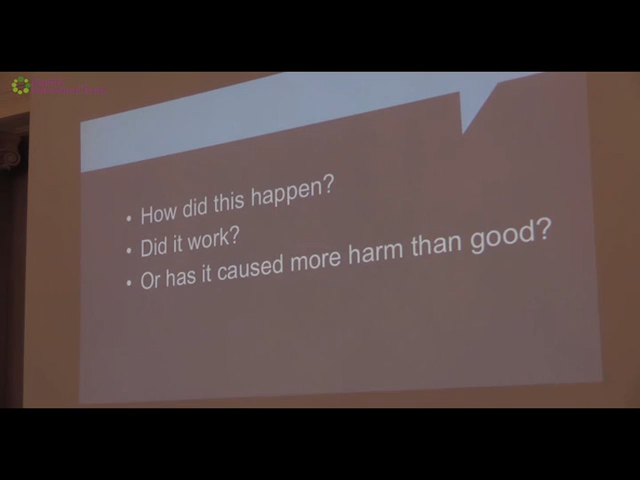 • How did this happen?
• Did it work?
• Or has it caused more harm than good?